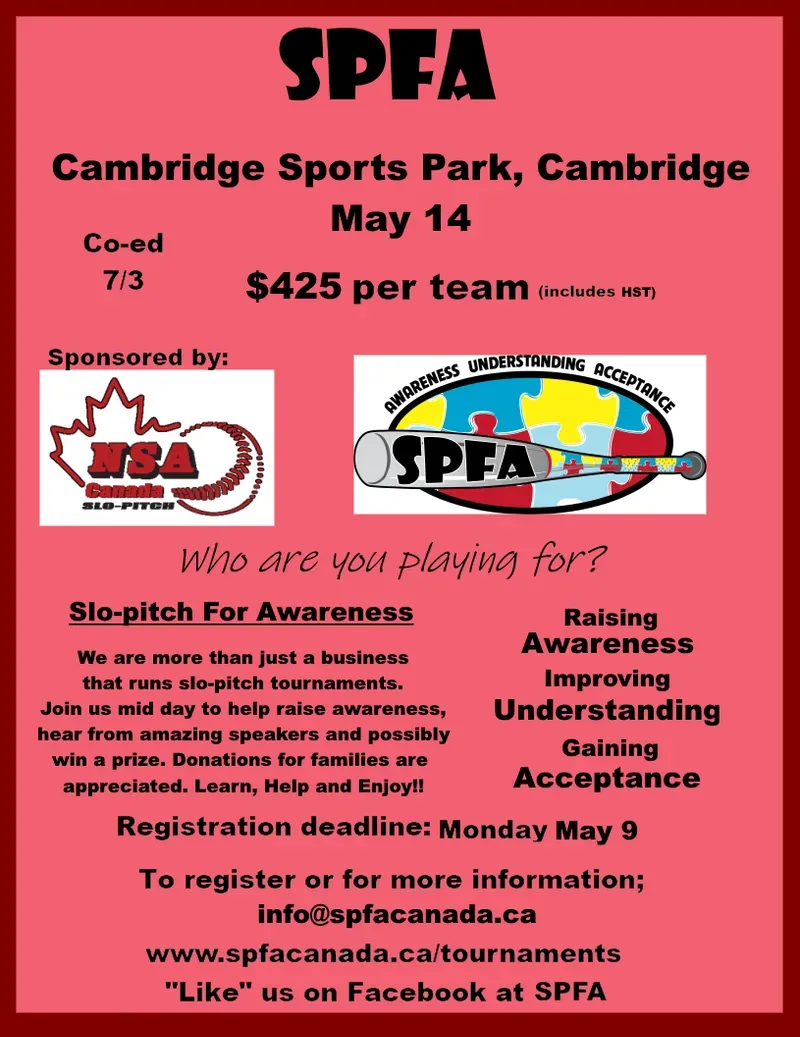 SPFA
Cambridge Sports Park, Cambridge
May 14
Co-ed
7/3
$425 per team (includes HST)
Sponsored by:
NSA
Canada
SLO-PITCH
AWARENESS UNDERSTANDING ACCEPTANCE
SPFA
Who are you playing for?
Slo-pitch For Awareness
We are more than just a business
that runs slo-pitch tournaments.
Join us mid day to help raise awareness,
hear from amazing speakers and possibly
win a prize. Donations for families are
appreciated. Learn, Help and Enjoy!!
Raising
Awareness
Improving
Understanding
Gaining
Acceptance
Registration deadline: Monday May 9
To register or for more information;
info@spfacanada.ca
www.spfacanada.ca/tournaments
"Like" us on Facebook at SPFA